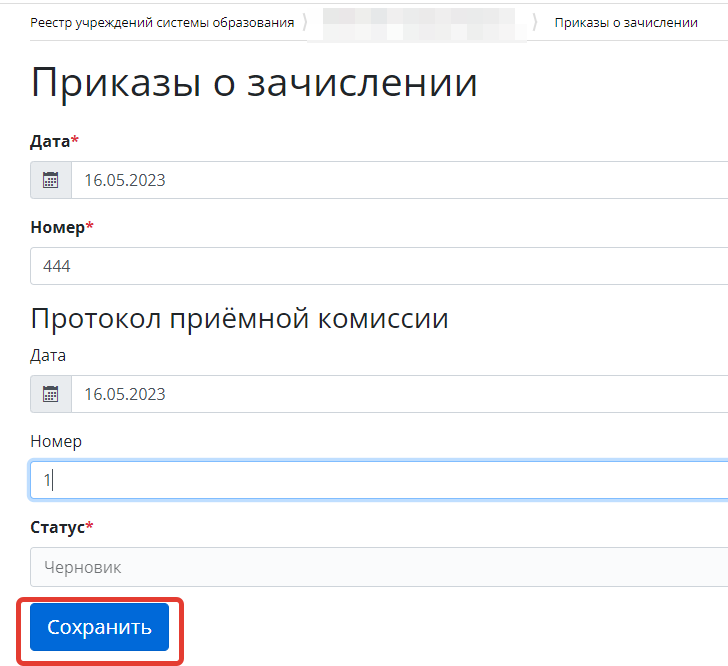 Реестр учреждений системы образования Приказы о зачислении
Приказы о зачислении
Дата*
16.05.2023
Номер*
444
Протокол приёмной комиссии
Дата
16.05.2023
Номер
1
Статус*
Черновик
Сохранить